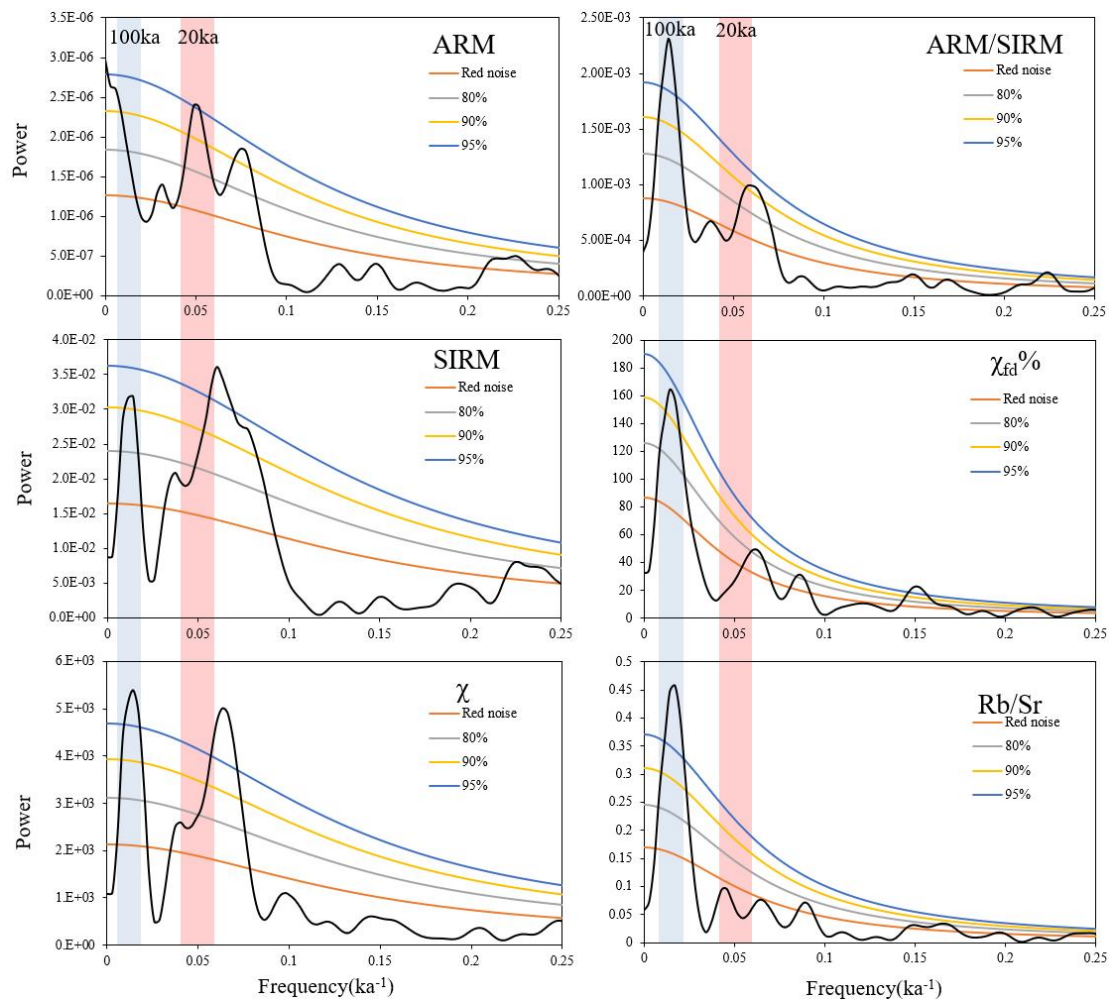 3.5E-06
3.0E-06
2.5E-06
2.0E-06
1.5E-06
1.0E-06
5.0E-07
0.0E+00
Power
100ka
20ka
ARM
Red noise
80%
90%
95%
0
0.05
0.1
0.15
0.2
0.25
2.50E-03
2.00E-03
1.50E-03
1.00E-03
5.00E-04
0.00E+00
100ka
20ka
ARM/SIRM
Red noise
80%
90%
95%
0
0.05
0.1
0.15
0.2
0.25
4.0E-02
3.5E-02
3.0E-02
2.5E-02
2.0E-02
1.5E-02
1.0E-02
5.0E-03
0.0E+00
Power
SIRM
Red noise
80%
90%
95%
0
0.05
0.1
0.15
0.2
0.25
200
180
160
140
120
100
80
60
40
20
0
χfd%
Red noise
80%
90%
95%
0
0.05
0.1
0.15
0.2
0.25
6.E+03
5.E+03
4.E+03
3.E+03
2.E+03
1.E+03
0.E+00
Power
χ
Red noise
80%
90%
95%
0
0.05
0.1
0.15
0.2
0.25
Frequency(ka-1)
0.5
0.45
0.4
0.35
0.3
0.25
0.2
0.15
0.1
0.05
0
Rb/Sr
Red noise
80%
90%
95%
0
0.05
0.1
0.15
0.2
0.25
Frequency(ka-1)